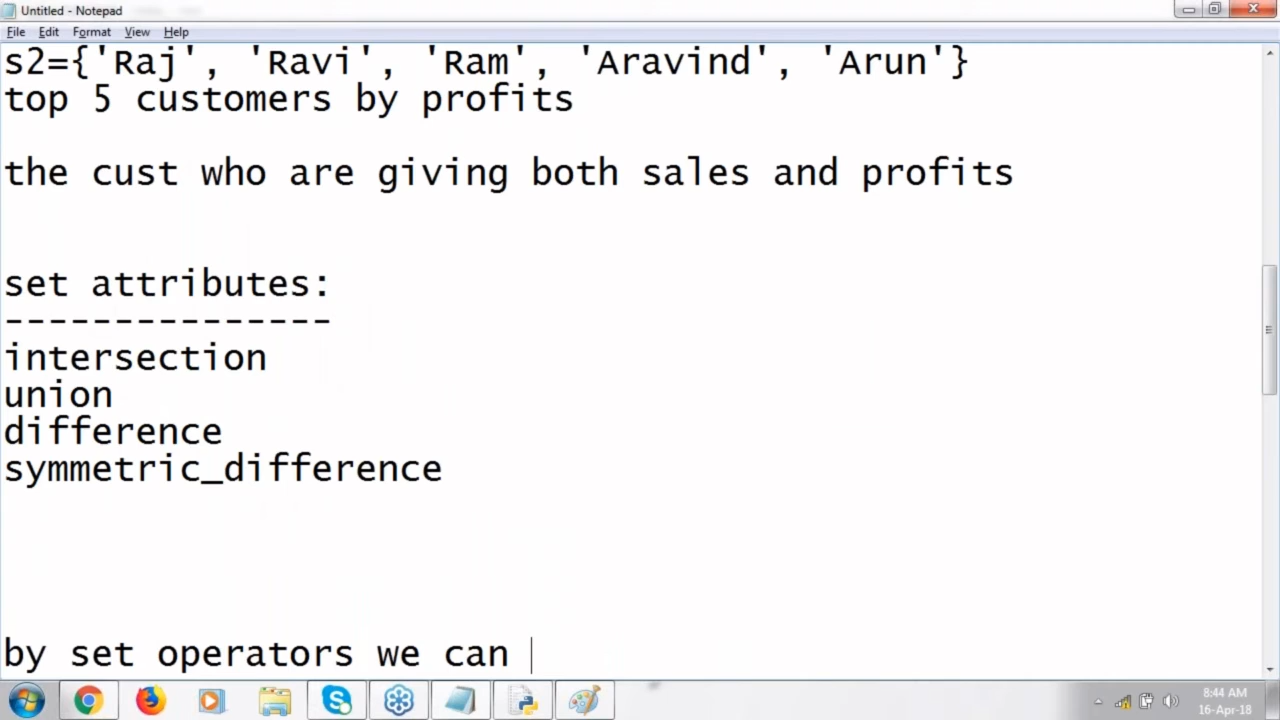 Untitled - Notepad
File Edit Format View Help
s2={'Raj', 'Ravi', 'Ram', 'Aravind', 'Arun'}
top 5 customers by profits
the cust who are giving both sales and profits
set attributes:
---------------
intersection
union
difference
symmetric_difference
by set operators we can
8:44 AM
16-Apr-18